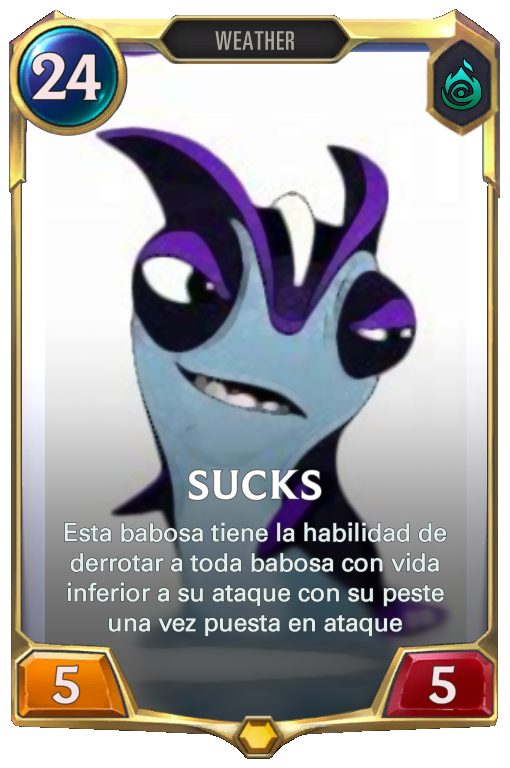 WEATHER
24
SUCKS
Esta babosa tiene la habilidad de
derrotar a toda babosa con vida
inferior a su ataque con su peste
una vez puesta en ataque
5
5